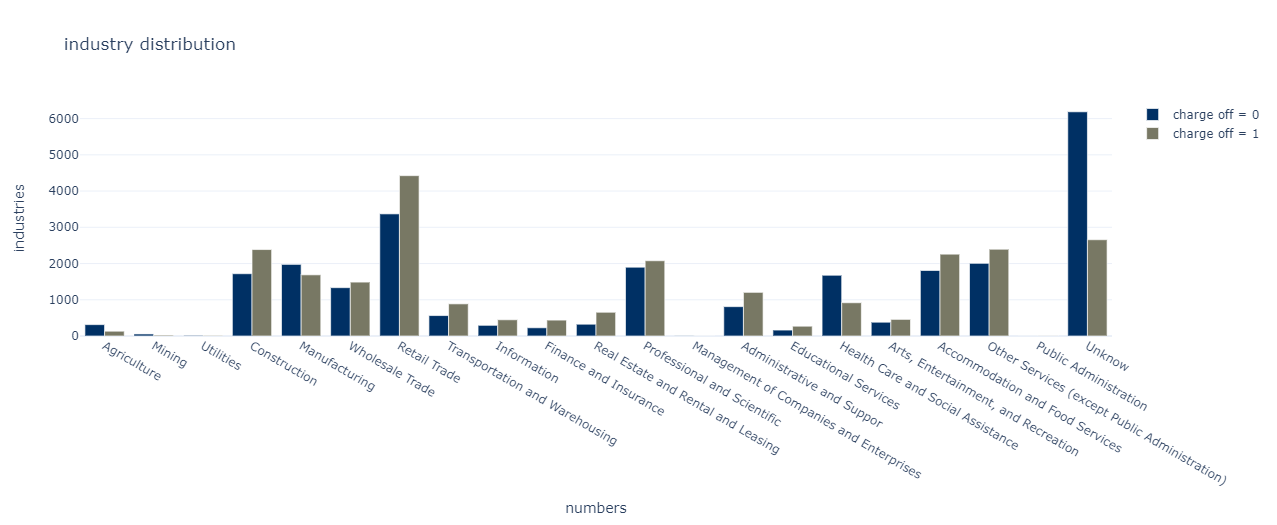 industry distribution
charge off = 0
charge off = 1
industries
6000
5000
4000
3000
2000
1000
0
Agriculture
Mining
Utilities
Construction
Manufacturing
Wholesale Trade
Retail Trade
Transportation and Warehousing
Information
Finance and Insurance
Real Estate and Rental and Leasing
Professional and Scientific
Management of Companies and Enterprises
Administrative and Suppor
Educational Services
Health Care and Social Assistance
Arts, Entertainment, and Recreation
Accommodation and Food Services
Other Services (except Public Administration)
Public Administration
Unknow
numbers